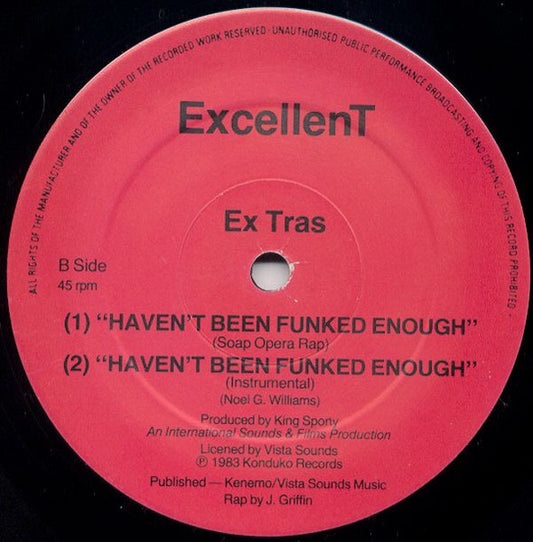 ALL RIGHTS OF THE MANUFACTURER AND OF THE OWNER OF THE RECORDED WORK RESERVED · UNAUTHORISED PUBLIC PERFORMANCE BROADCASTING AND COPYING OF THIS RECORD PROHIBITED ·
ExcellenT
Ex Tras
B Side
45 rpm
(1) “HAVEN'T BEEN FUNKED ENOUGH”
(Soap Opera Rap)
(2) “HAVEN'T BEEN FUNKED ENOUGH”
(Instrumental)
(Noel G. Williams)
Produced by King Spony
An International Sounds & Films Production
Licened by Vista Sounds
℗ 1983 Konduko Records
Published — Kenemo/Vista Sounds Music
Rap by J. Griffin